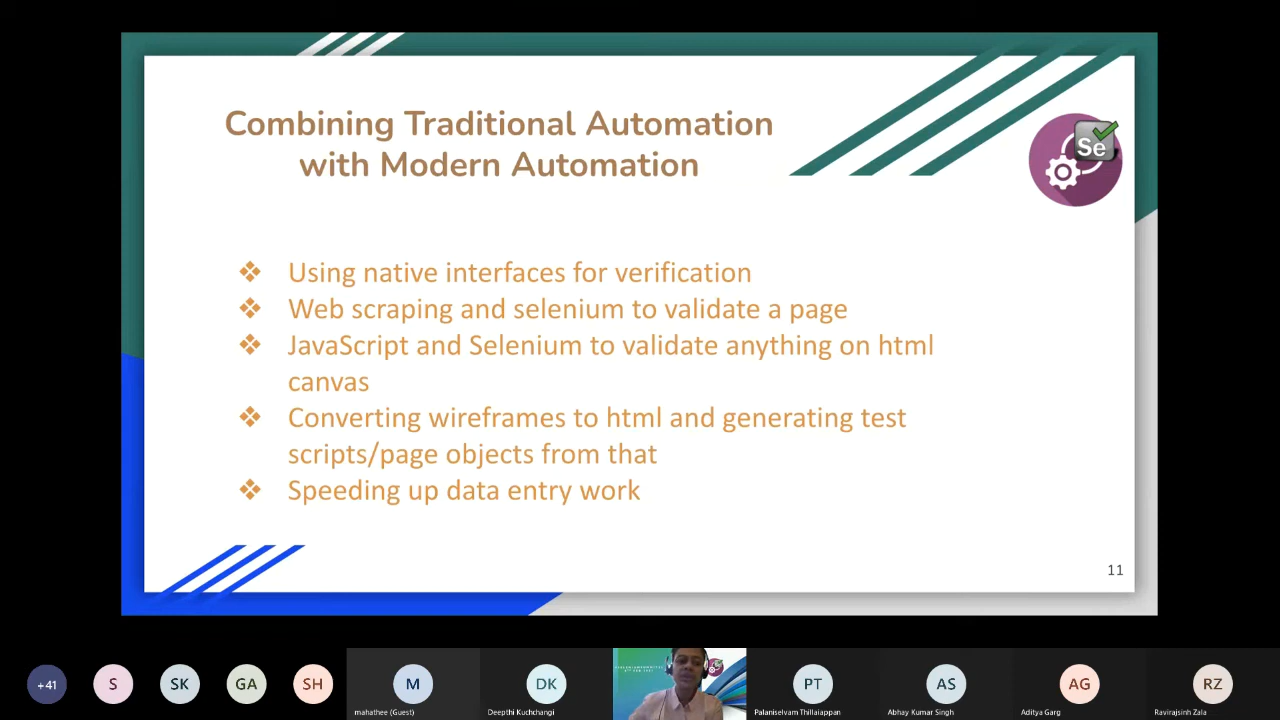 Combining Traditional Automation
with Modern Automation
Se
Using native interfaces for verification
Web scraping and selenium to validate a page
JavaScript and Selenium to validate anything on html
canvas
Converting wireframes to html and generating test
scripts/page objects from that
Speeding up data entry work
11
+41
S
SK
GA
SH
M
DK
PT
AS
AG
RZ
mahathee (Guest)
Deepthi Kuchchangi
Palaniselvam Thillaiappan
Abhay Kumar Singh
Aditya Garg
Ravirajsinh Zala